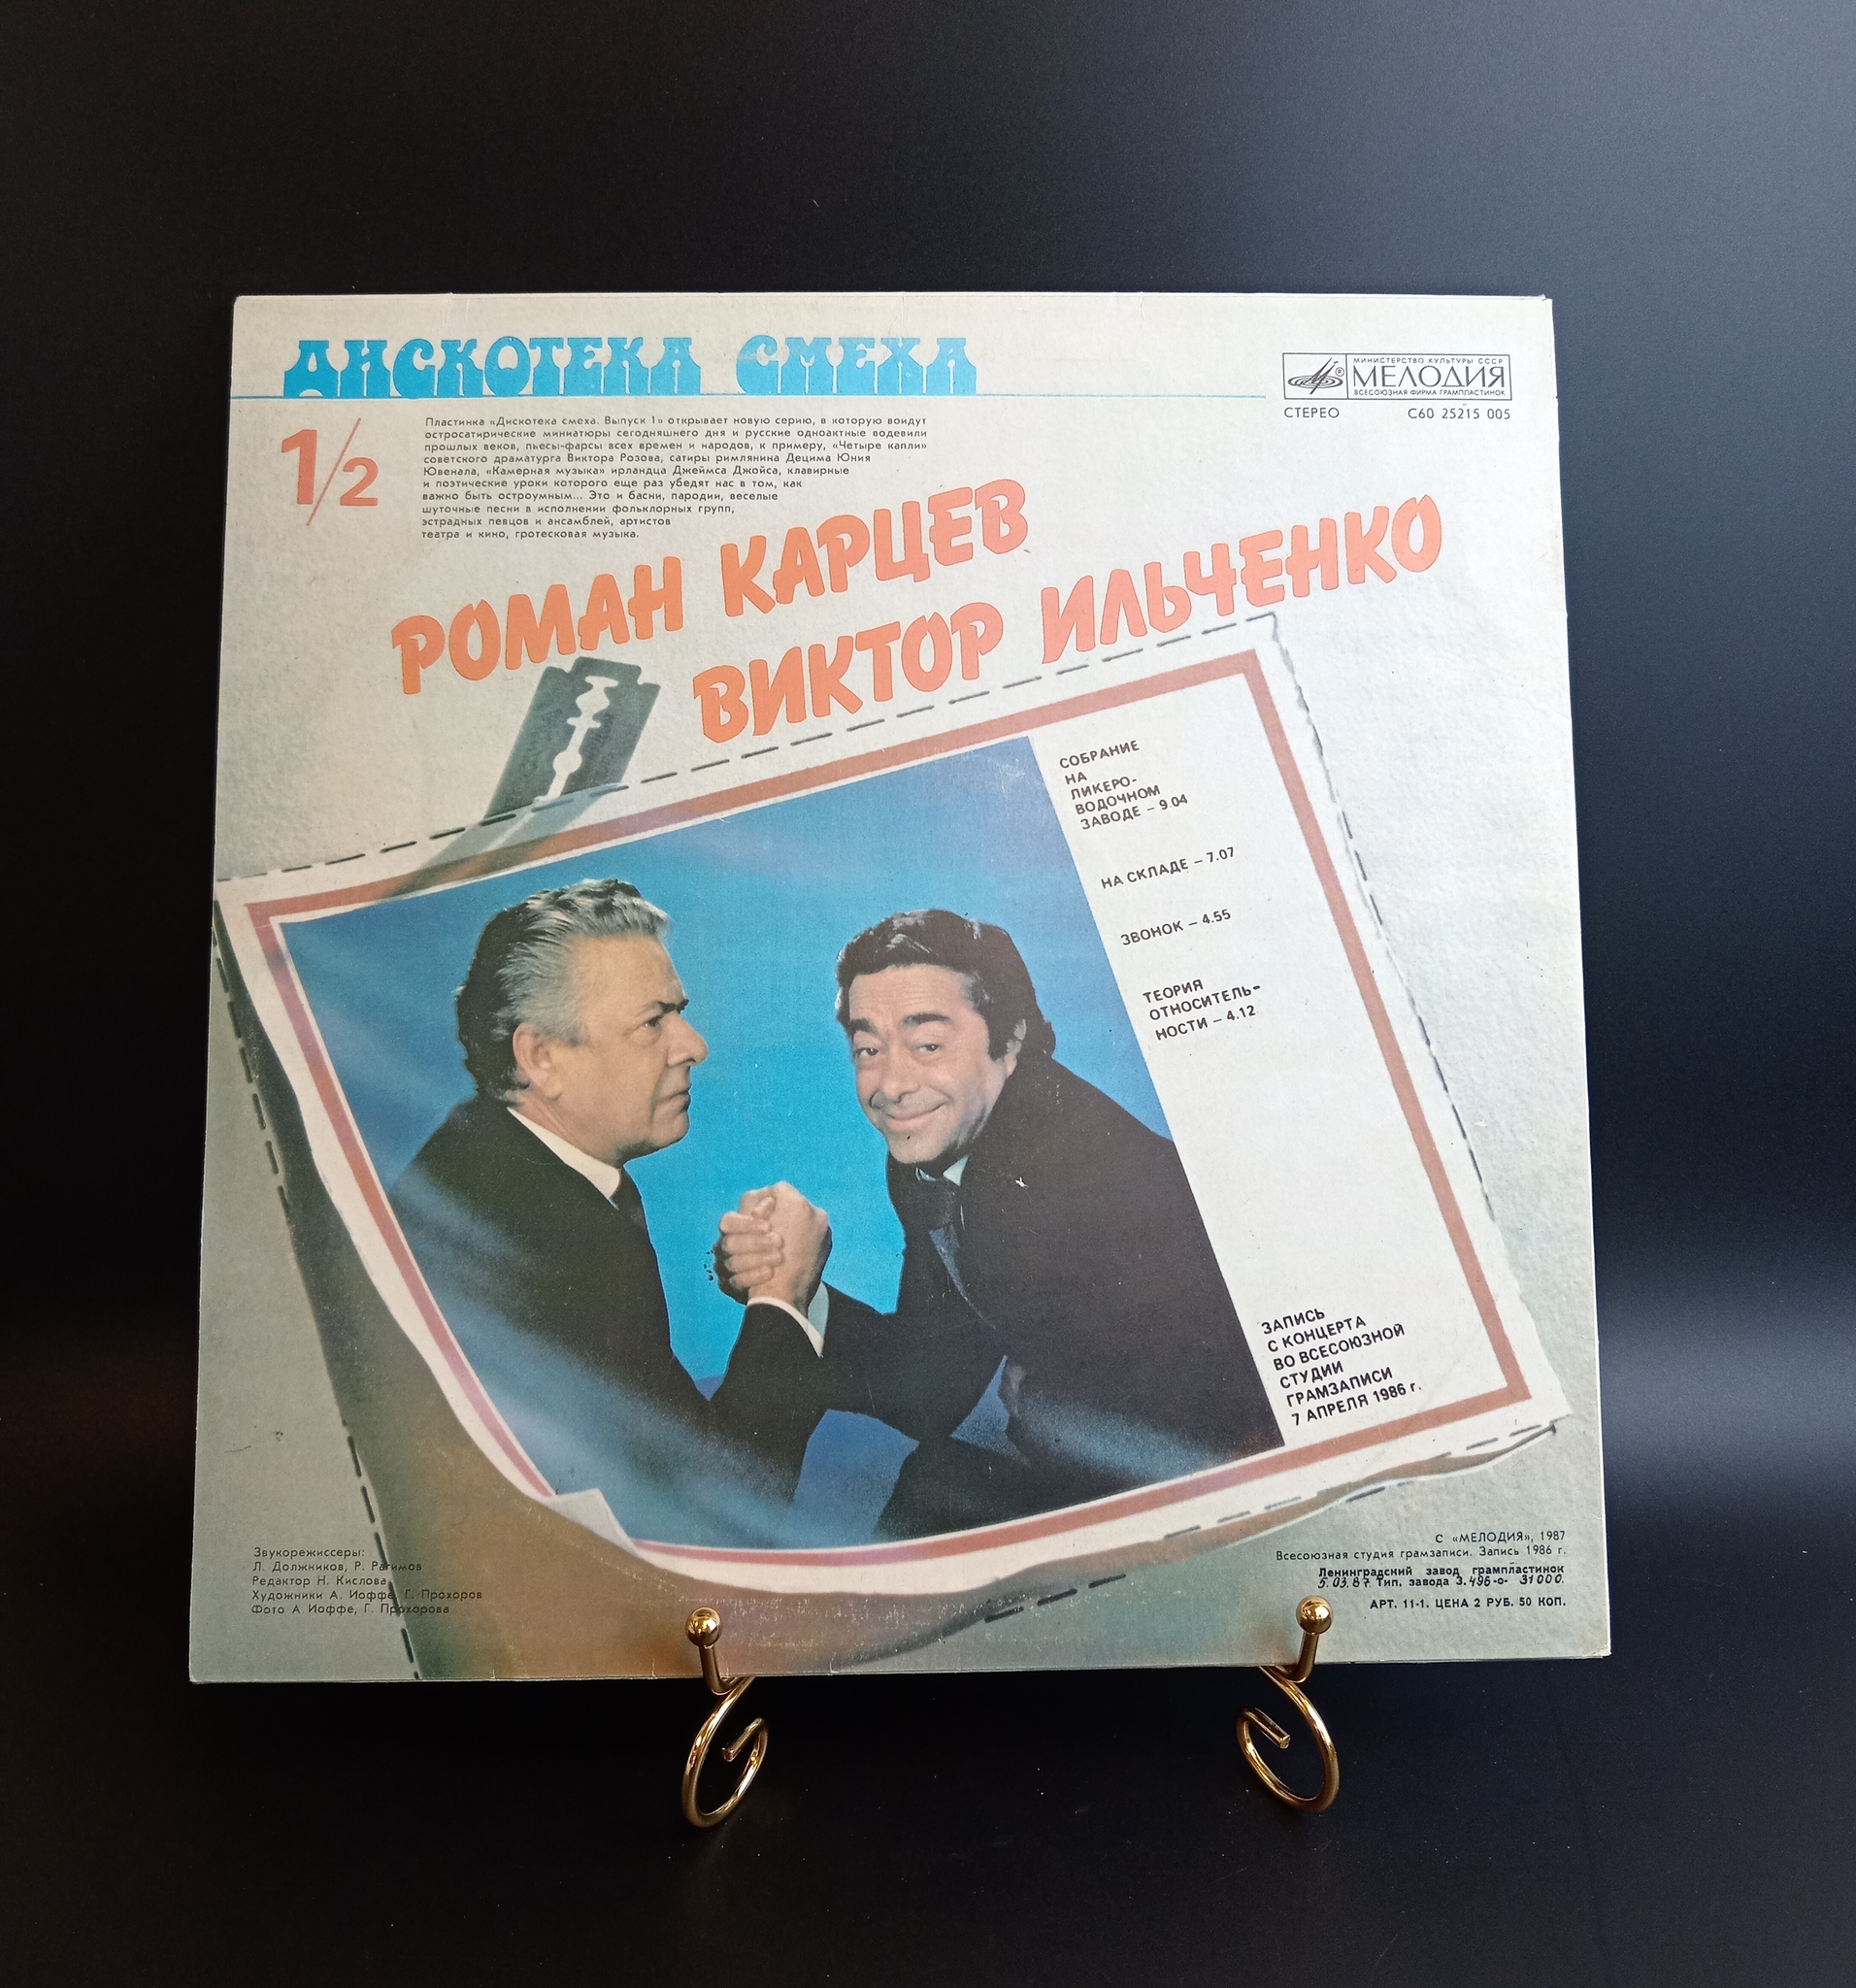 ДИСКОТЕКА СМЕХА
МИНИСТЕРСТВО КУЛЬТУРЫ СССР
МЕЛОДИЯ
ВСЕСОЮЗНАЯ ФИРМА ГРАМПЛАСТИНОК
СТЕРЕО С60 25215 005
1/2
Пластинка «Дискотека смеха. Выпуск 1» открывает новую серию, в которую войдут
остросатирические миниатюры сегодняшнего дня и русские одноактные водевили
прошлых веков, пьесы-фарсы всех времен и народов, к примеру, «Четыре капли»
советского драматурга Виктора Розова, сатиры римлянина Децима Юния
Ювенала, «Камерная музыка» ирландца Джеймса Джойса, клавирные
и поэтические уроки которого еще раз убедят нас в том, как
важно быть остроумным... Это и басни, пародии, веселые
шуточные песни в исполнении фольклорных групп,
эстрадных певцов и ансамблей, артистов
театра и кино, гротесковая музыка.
РОМАН КАРЦЕВ
ВИКТОР ИЛЬЧЕНКО
СОБРАНИЕ
НА
ЛИКЕРО-
ВОДОЧНОМ
ЗАВОДЕ – 9.04
НА СКЛАДЕ – 7.07
ЗВОНОК – 4.55
ТЕОРИЯ
ОТНОСИТЕЛЬ-
НОСТИ – 4.12
ЗАПИСЬ
С КОНЦЕРТА
ВО ВСЕСОЮЗНОЙ
СТУДИИ
ГРАМЗАПИСИ
7 АПРЕЛЯ 1986 г.
Звукорежиссеры:
Л. Должников, Р. Рагимов
Редактор Н. Кислова
Художники А. Иоффе, Г. Прохоров
Фото А. Иоффе, Г. Прохорова
С «МЕЛОДИЯ», 1987
Всесоюзная студия грамзаписи. Запись 1986 г.
Ленинградский завод грампластинок
5.03.87 Тип. завода З. 496-0- 31000.
АРТ. 11-1. ЦЕНА 2 РУБ. 50 КОП.